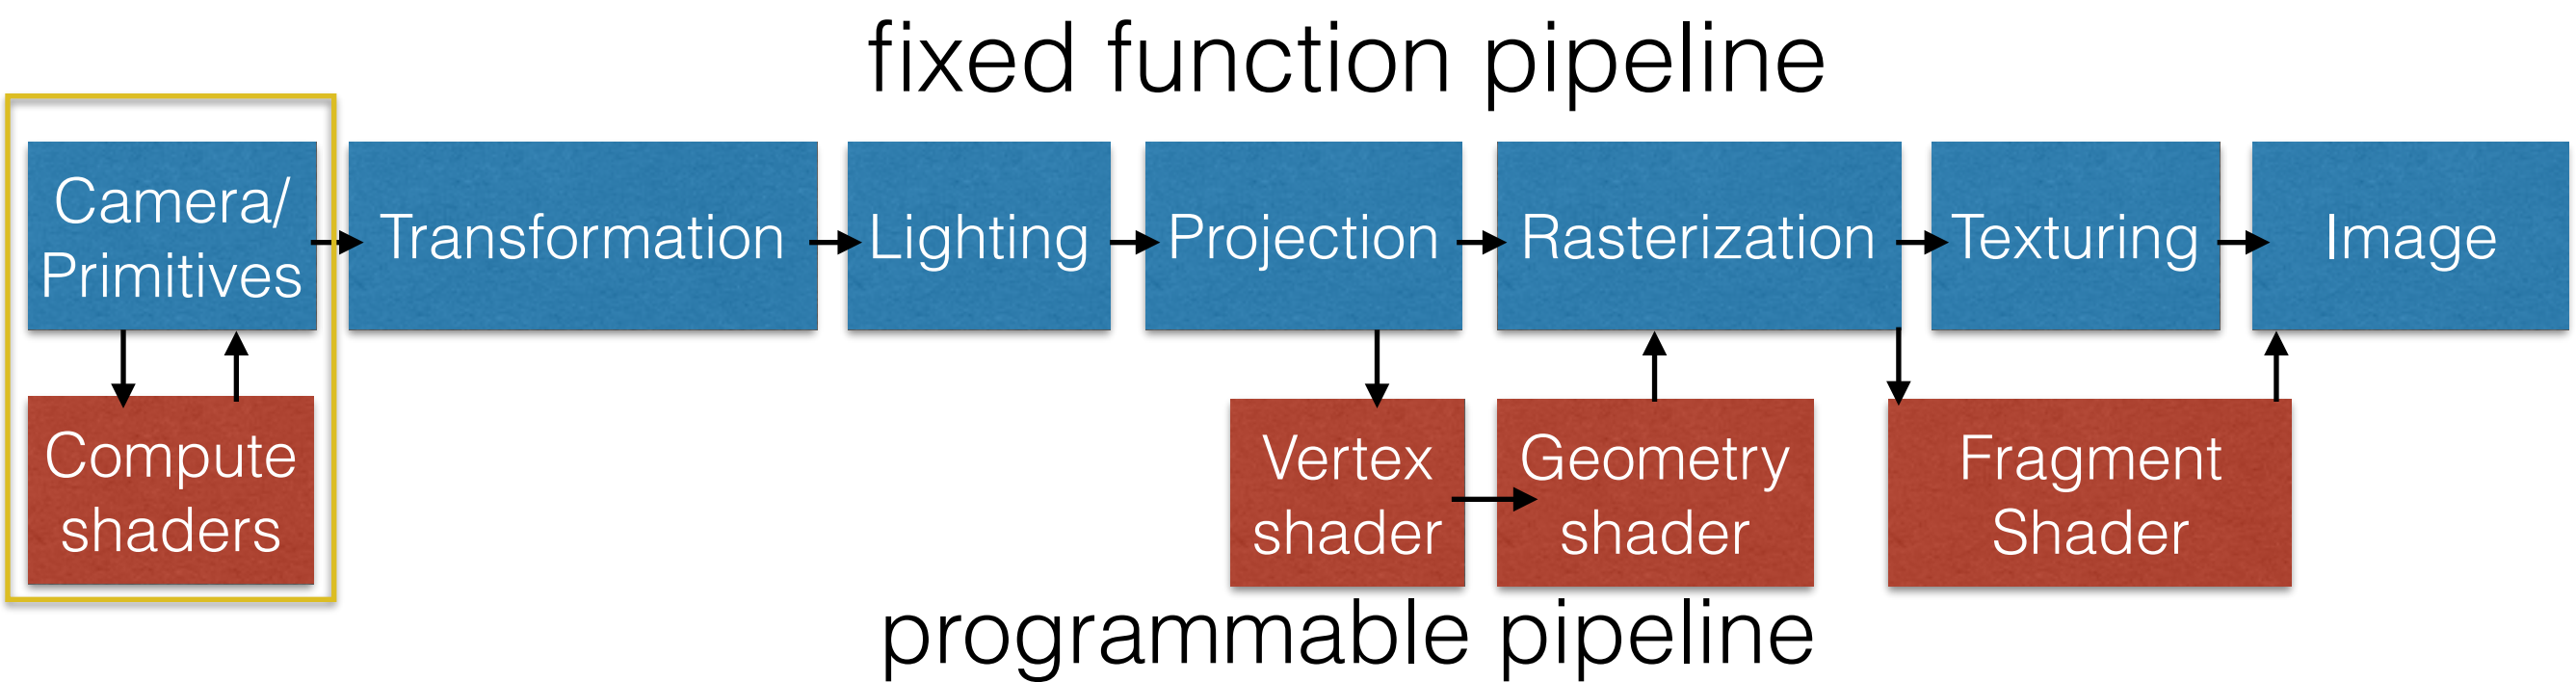 fixed function pipeline
Camera/
Primitives
Transformation
Lighting
Projection
Rasterization
Texturing
Image
Compute
shaders
Vertex
shader
Geometry
shader
Fragment
Shader
programmable pipeline